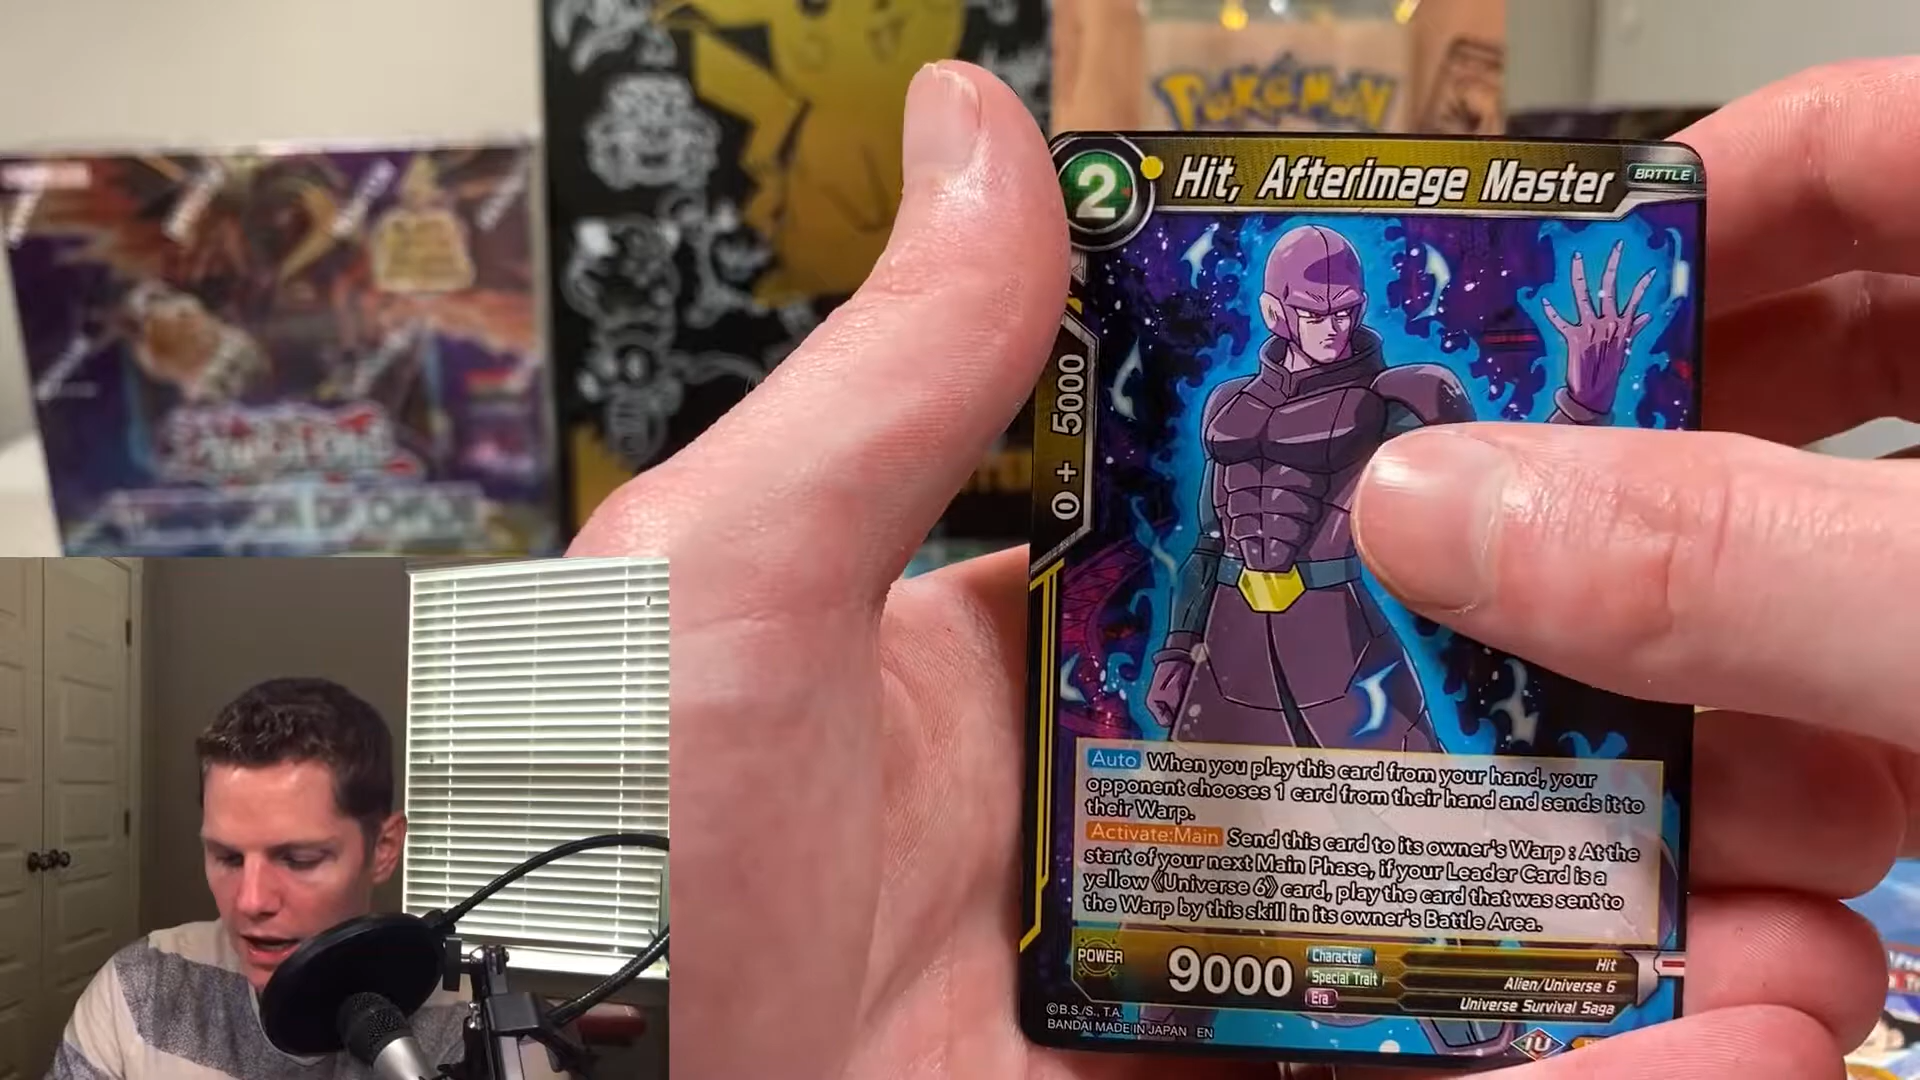 POKéMON
2
Hit, Afterimage Master
BATTLE
0 + 5000
Auto When you play this card from your hand, your
opponent chooses 1 card from their hand and sends it to
their Warp.
Activate:Main Send this card to its owner's Warp : At the
start of your next Main Phase, if your Leader Card is a
yellow《Universe 6》card, play the card that was sent to
the Warp by this skill in its owner's Battle Area.
POWER
9000
Character
Hit
Special Trait
Alien/Universe 6
Era
Universe Survival Saga
©B.S./S., T.A.
BANDAI MADE IN JAPAN EN